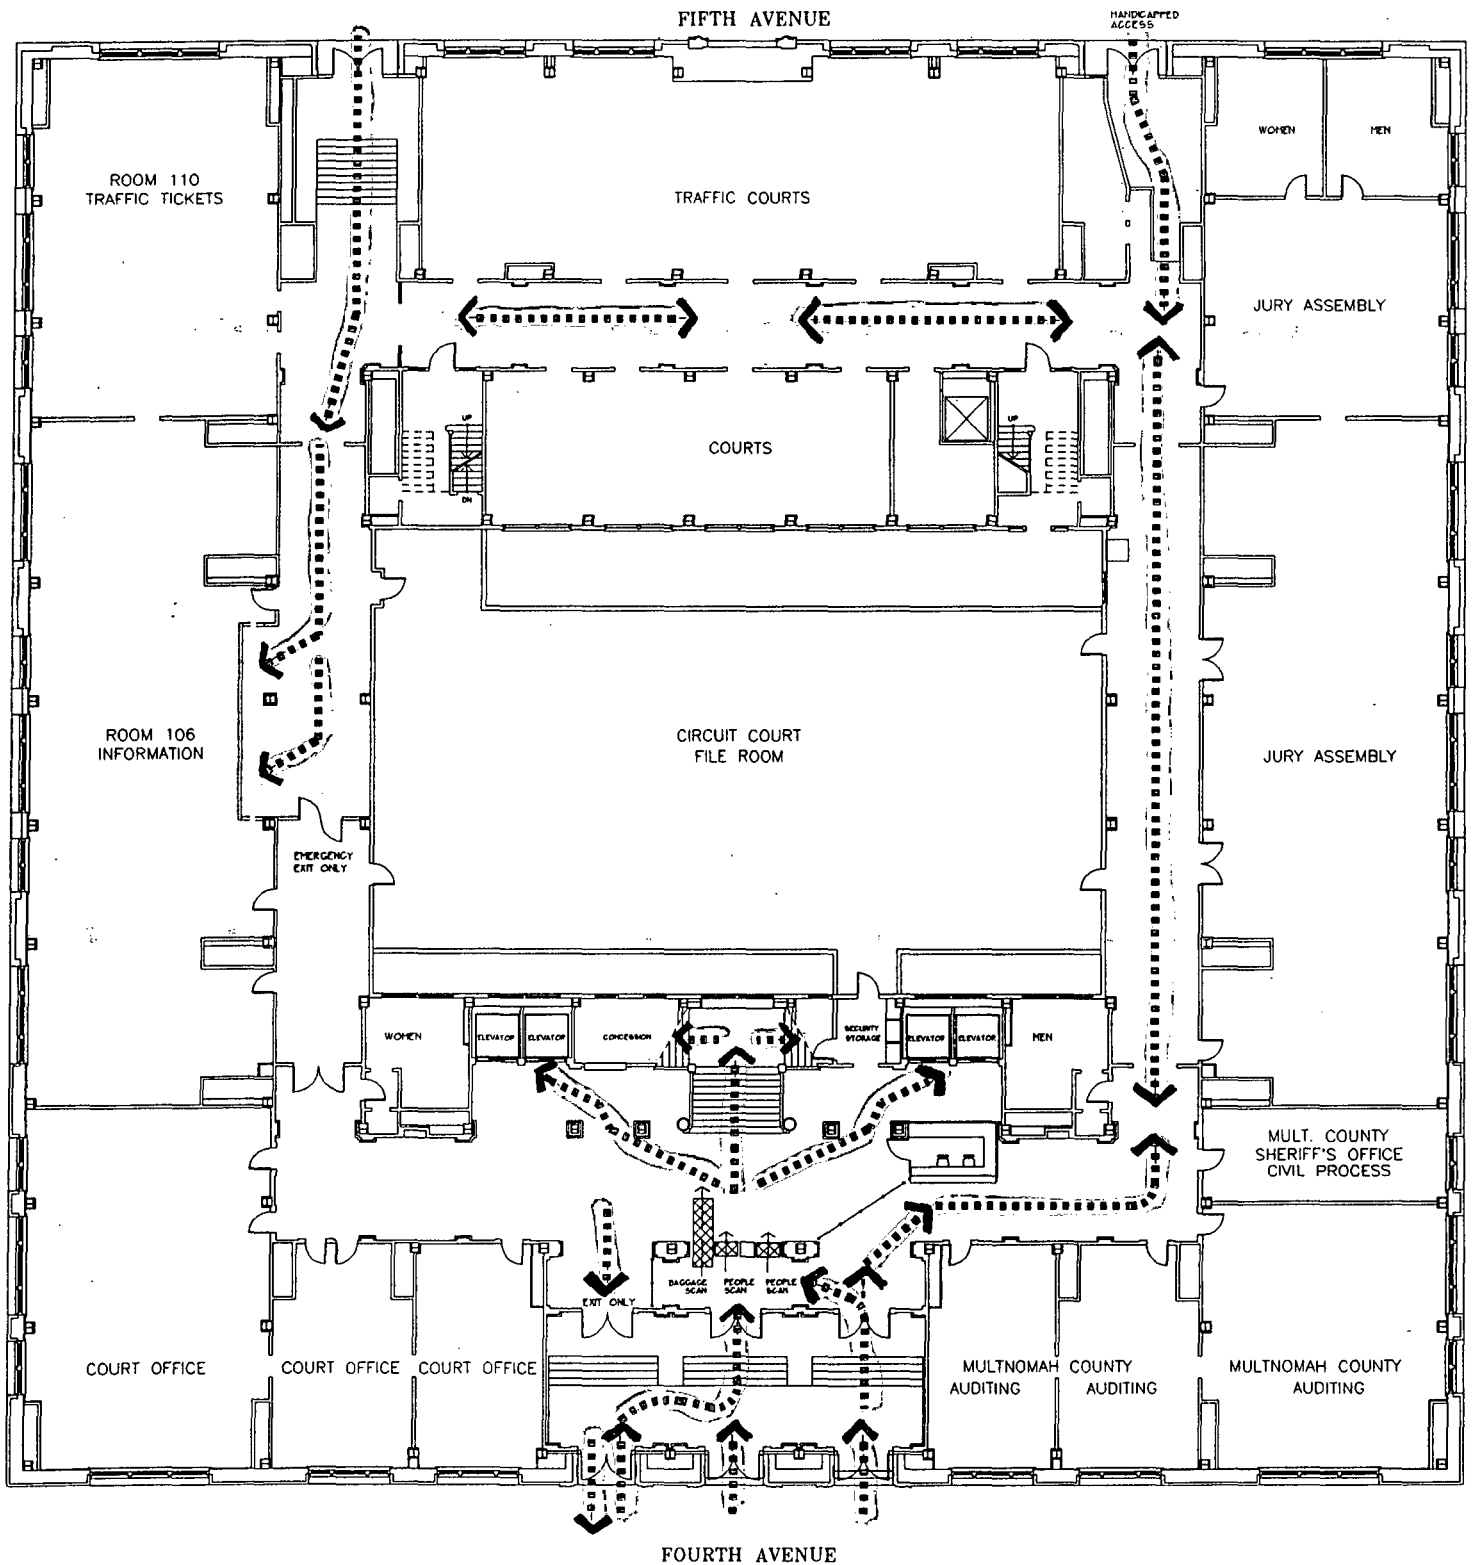 FIFTH AVENUE
HANDICAPPED
ACCESS
WOMEN
MEN
ROOM 110
TRAFFIC TICKETS
TRAFFIC COURTS
JURY ASSEMBLY
UP
UP
COURTS
DN
ROOM 106
INFORMATION
CIRCUIT COURT
FILE ROOM
JURY ASSEMBLY
EMERGENCY
EXIT ONLY
WOMEN
ELEVATOR
ELEVATOR
CONCESSION
SECURITY
STORAGE
ELEVATOR
ELEVATOR
MEN
MULT. COUNTY
SHERIFF'S OFFICE
CIVIL PROCESS
BAGGAGE
SCAN
PEOPLE
SCAN
PEOPLE
SCAN
EXIT ONLY
COURT OFFICE
COURT OFFICE
COURT OFFICE
MULTNOMAH COUNTY
AUDITING
AUDITING
MULTNOMAH COUNTY
AUDITING
FOURTH AVENUE